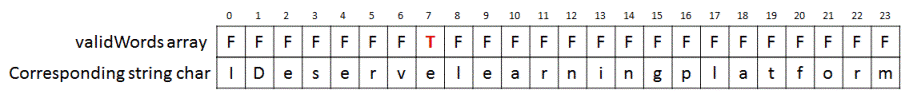 0 1 2 3 4 5 6 7 8 9 10 11 12 13 14 15 16 17 18 19 20 21 22 23
validWords array F F F F F F F T F F F F F F F F F F F F F F F F
Corresponding string char I D e s e r v e l e a r n i n g p l a t f o r m